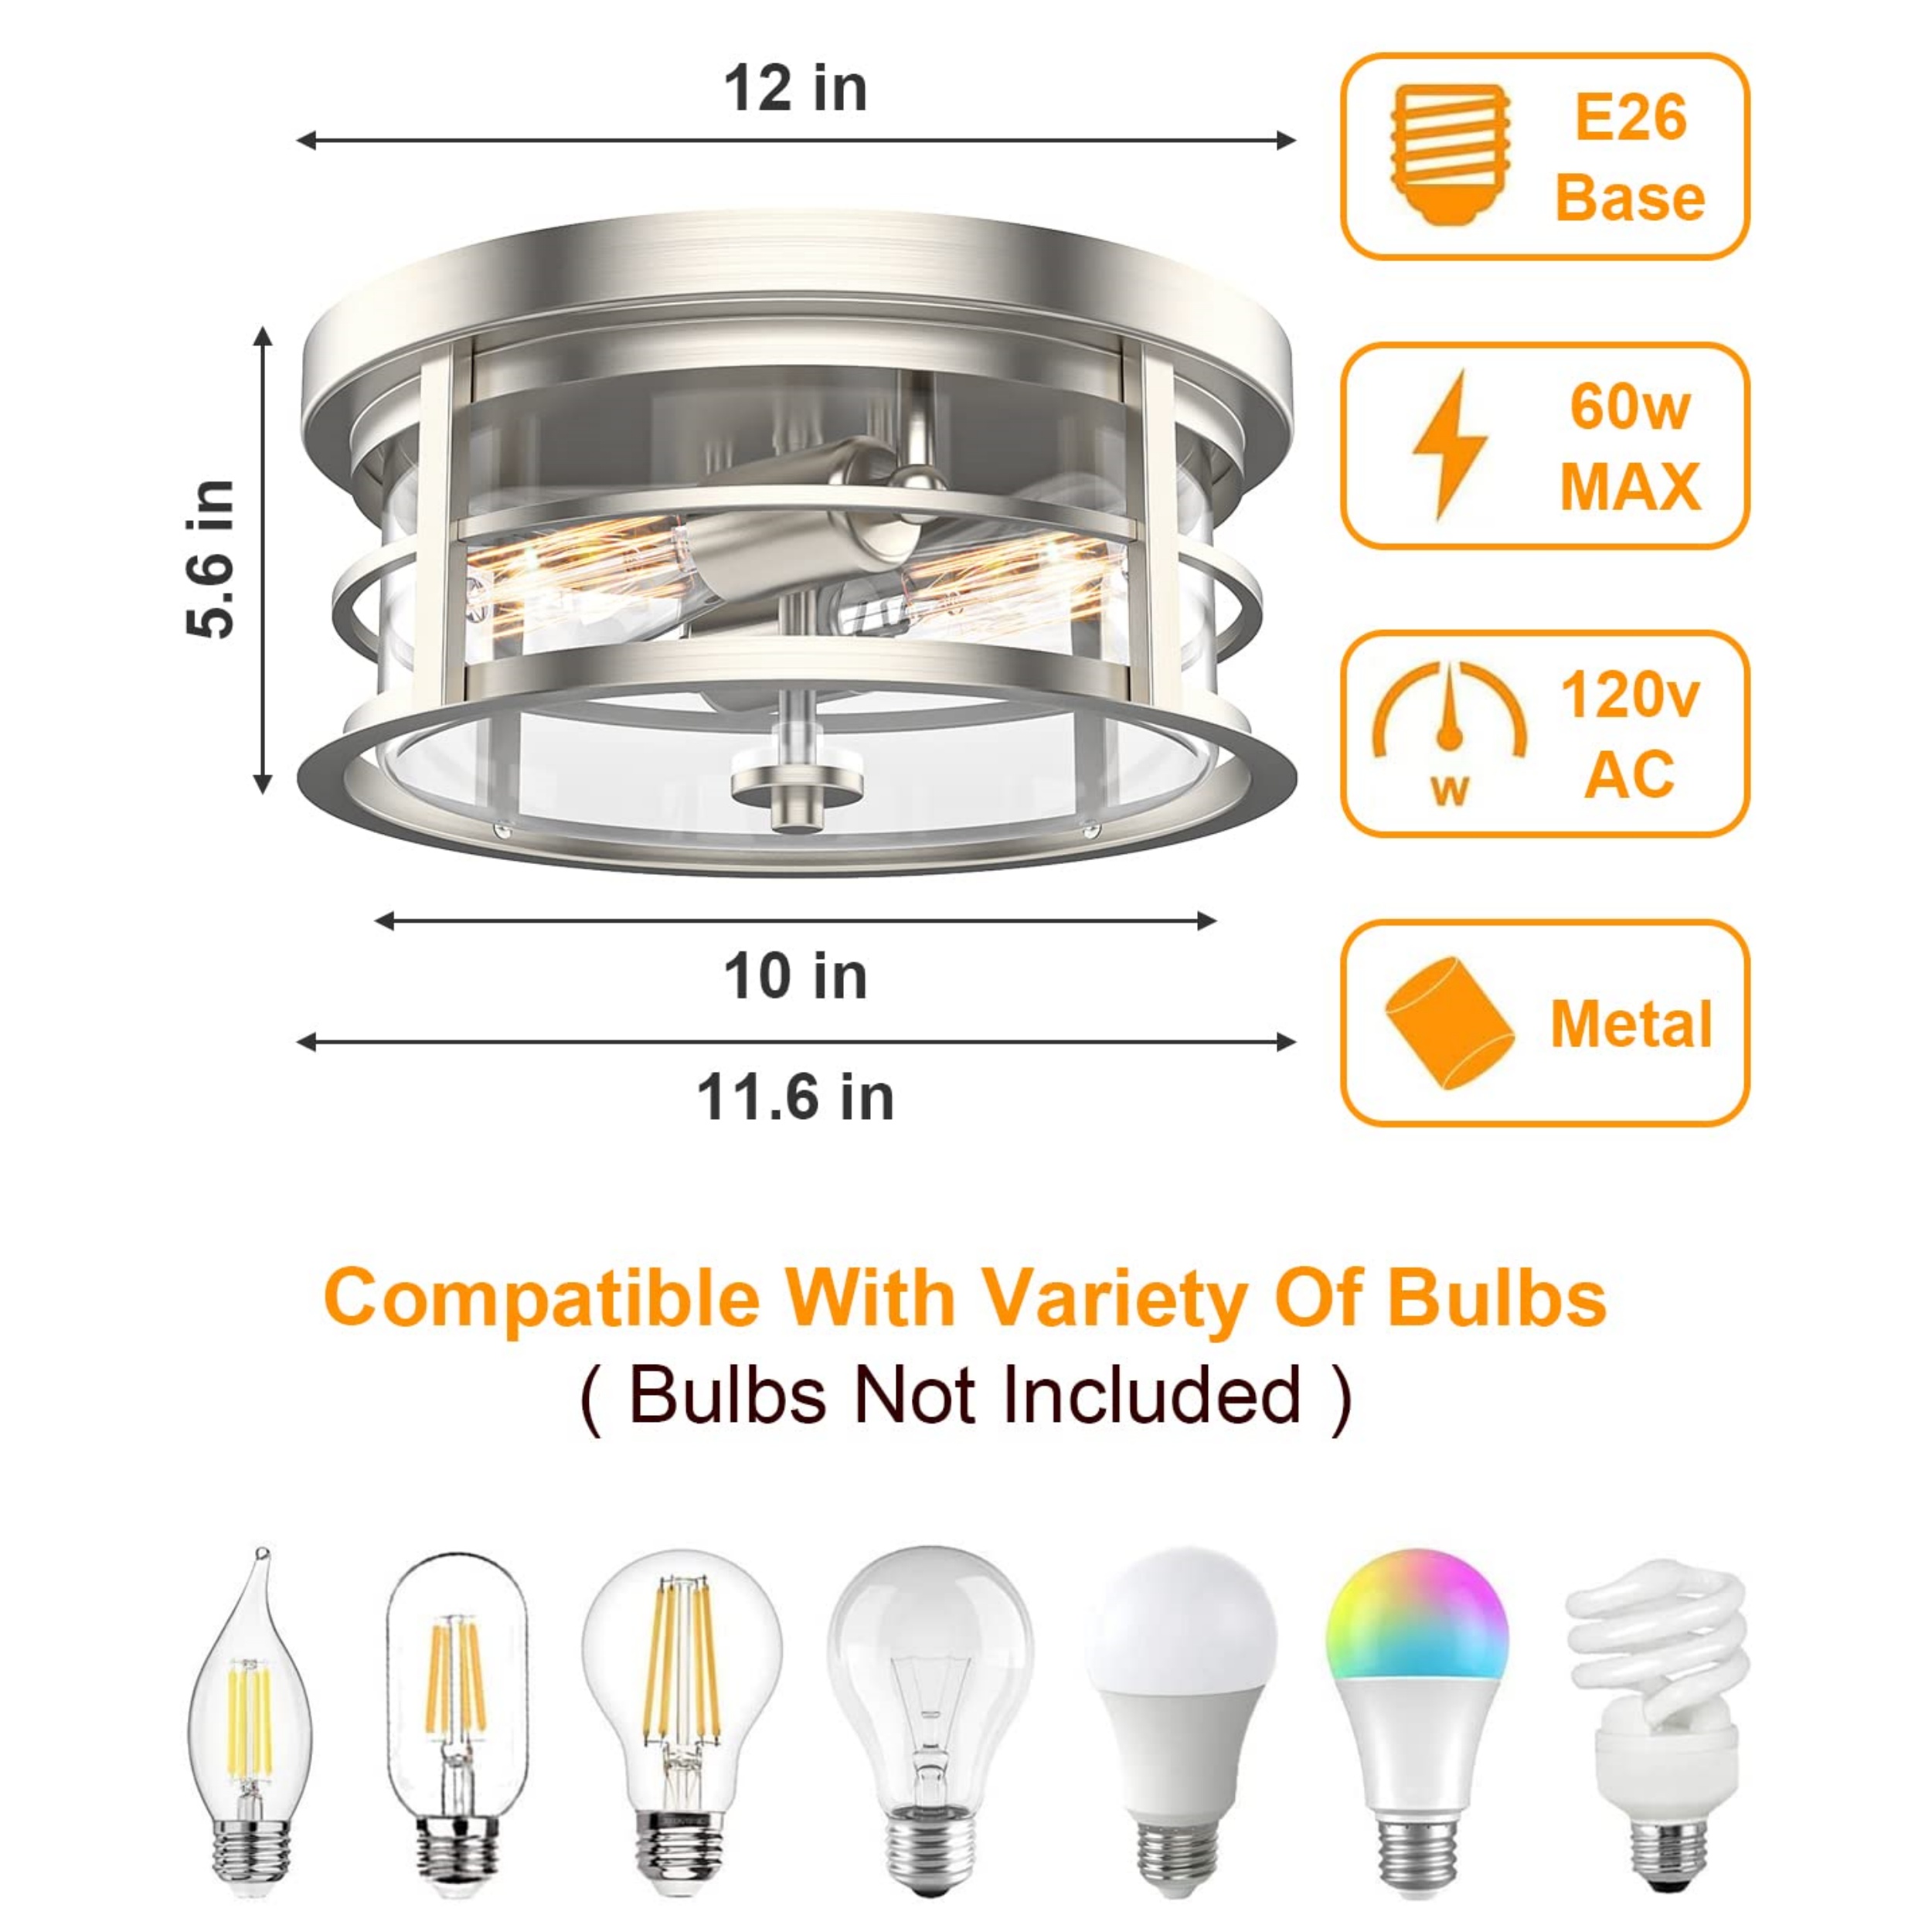 12 in
E26
Base
60w
MAX
5.6 in
120v
AC
W
10 in
Metal
11.6 in
Compatible With Variety Of Bulbs
( Bulbs Not Included )